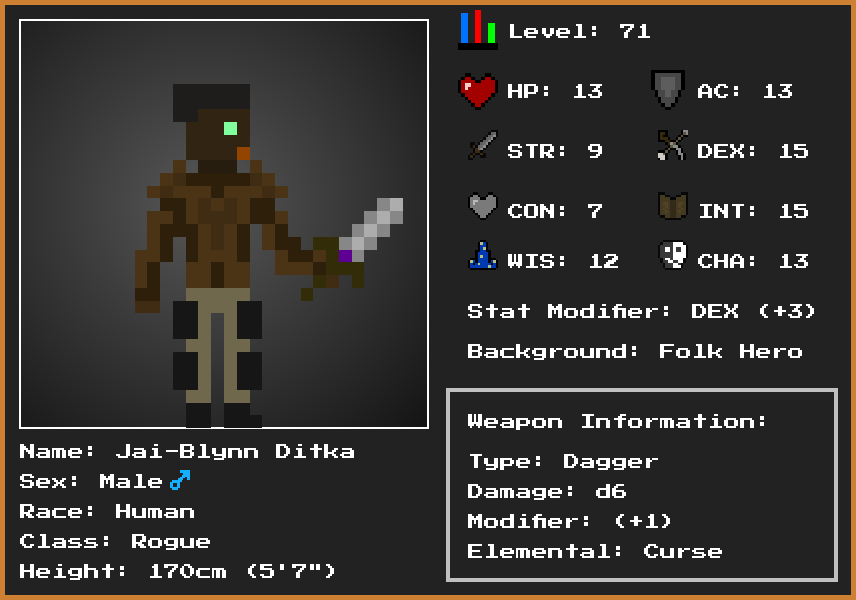 Level: 71
HP: 13
AC: 13
STR: 9
DEX: 15
CON: 7
INT: 15
WIS: 12
CHA: 13
Stat Modifier: DEX (+3)
Background: Folk Hero
Weapon Information:
Type: Dagger
Damage: d6
Modifier: (+1)
Elemental: Curse
Name: Jai-Blynn Ditka
Sex: Male ♂
Race: Human
Class: Rogue
Height: 170cm (5'7")